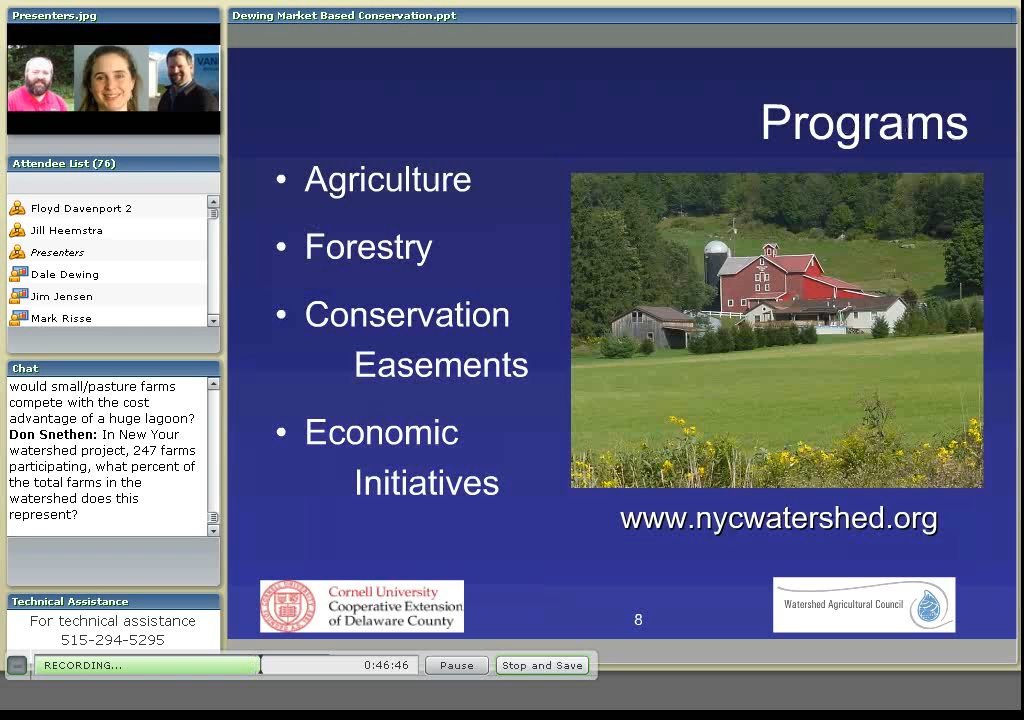 Presenters.jpg
VAN
Attendee List (76)
Floyd Davenport 2
Jill Heemstra
Presenters
Dale Dewing
Jim Jensen
Mark Risse
Chat
would small/pasture farms
compete with the cost
advantage of a huge lagoon?
Don Snethen: In New Your
watershed project, 247 farms
participating, what percent of
the total farms in the
watershed does this
represent?
Technical Assistance
For technical assistance
515-294-5295
RECORDING...
0:46:46
Pause
Stop and Save
Dewing Market Based Conservation.ppt
Programs
• Agriculture
• Forestry
• Conservation
Easements
• Economic
Initiatives
www.nycwatershed.org
Cornell University
Cooperative Extension
of Delaware County
8
Watershed Agricultural Council